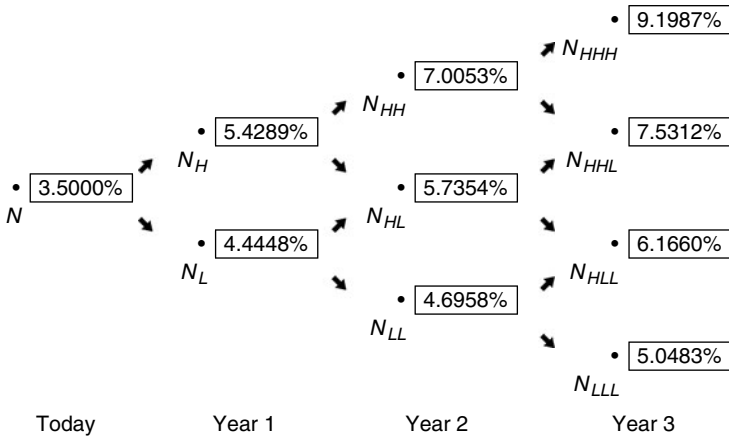 9.1987%
N_HHH
7.0053%
N_HH
5.4289%
7.5312%
N_H
N_HHL
3.5000%
5.7354%
N
N_HL
4.4448%
6.1660%
N_L
N_HLL
4.6958%
N_LL
5.0483%
N_LLL
Today Year 1 Year 2 Year 3